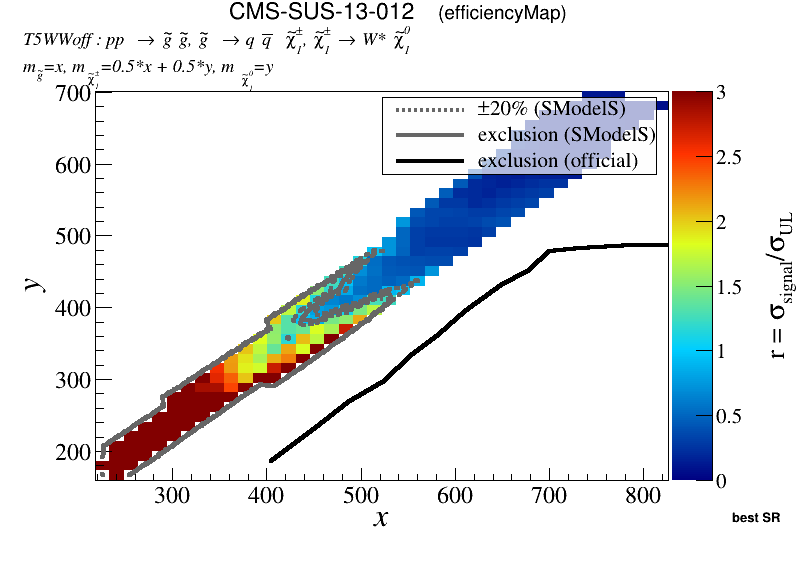 CMS-SUS-13-012 (efficiencyMap)
T5WWoff : pp → g̃ g̃, g̃ → q q̅ χ̃₁±, χ̃₁± → W* χ̃₁⁰
m_g̃=x, m_χ̃₁±=0.5*x + 0.5*y, m_χ̃₁⁰=y
±20% (SModelS)
exclusion (SModelS)
exclusion (official)
700
600
500
400
300
200
y
300 400 500 600 700 800
x
3
2.5
2
1.5
1
0.5
0
r = σ_signal/σ_UL
best SR